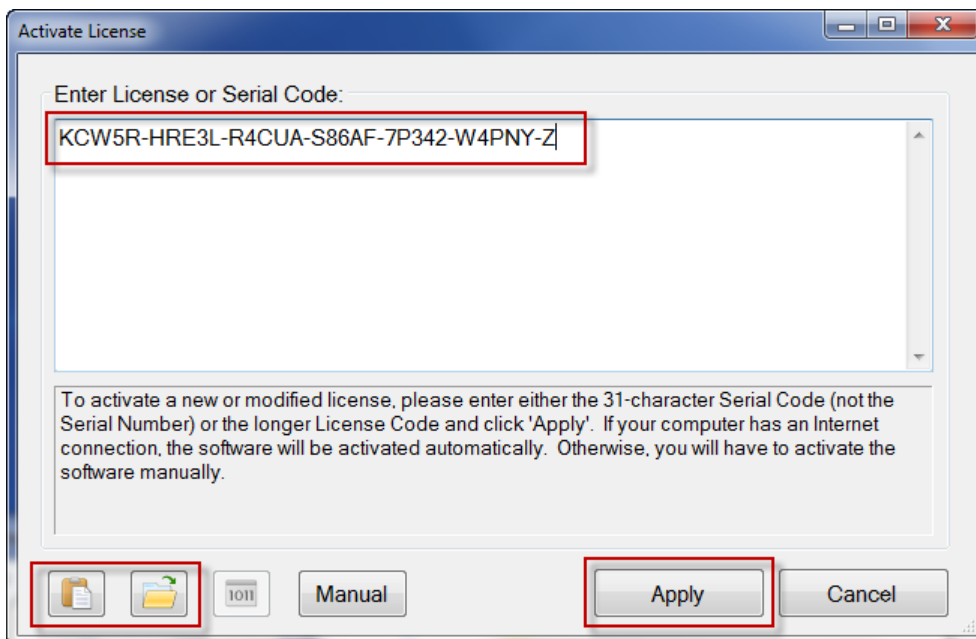 Activate License
Enter License or Serial Code:
KCW5R-HRE3L-R4CUA-S86AF-7P342-W4PNY-Z
To activate a new or modified license, please enter either the 31-character Serial Code (not the
Serial Number) or the longer License Code and click 'Apply'.  If your computer has an Internet
connection, the software will be activated automatically.  Otherwise, you will have to activate the
software manually.
1011
Manual
Apply
Cancel